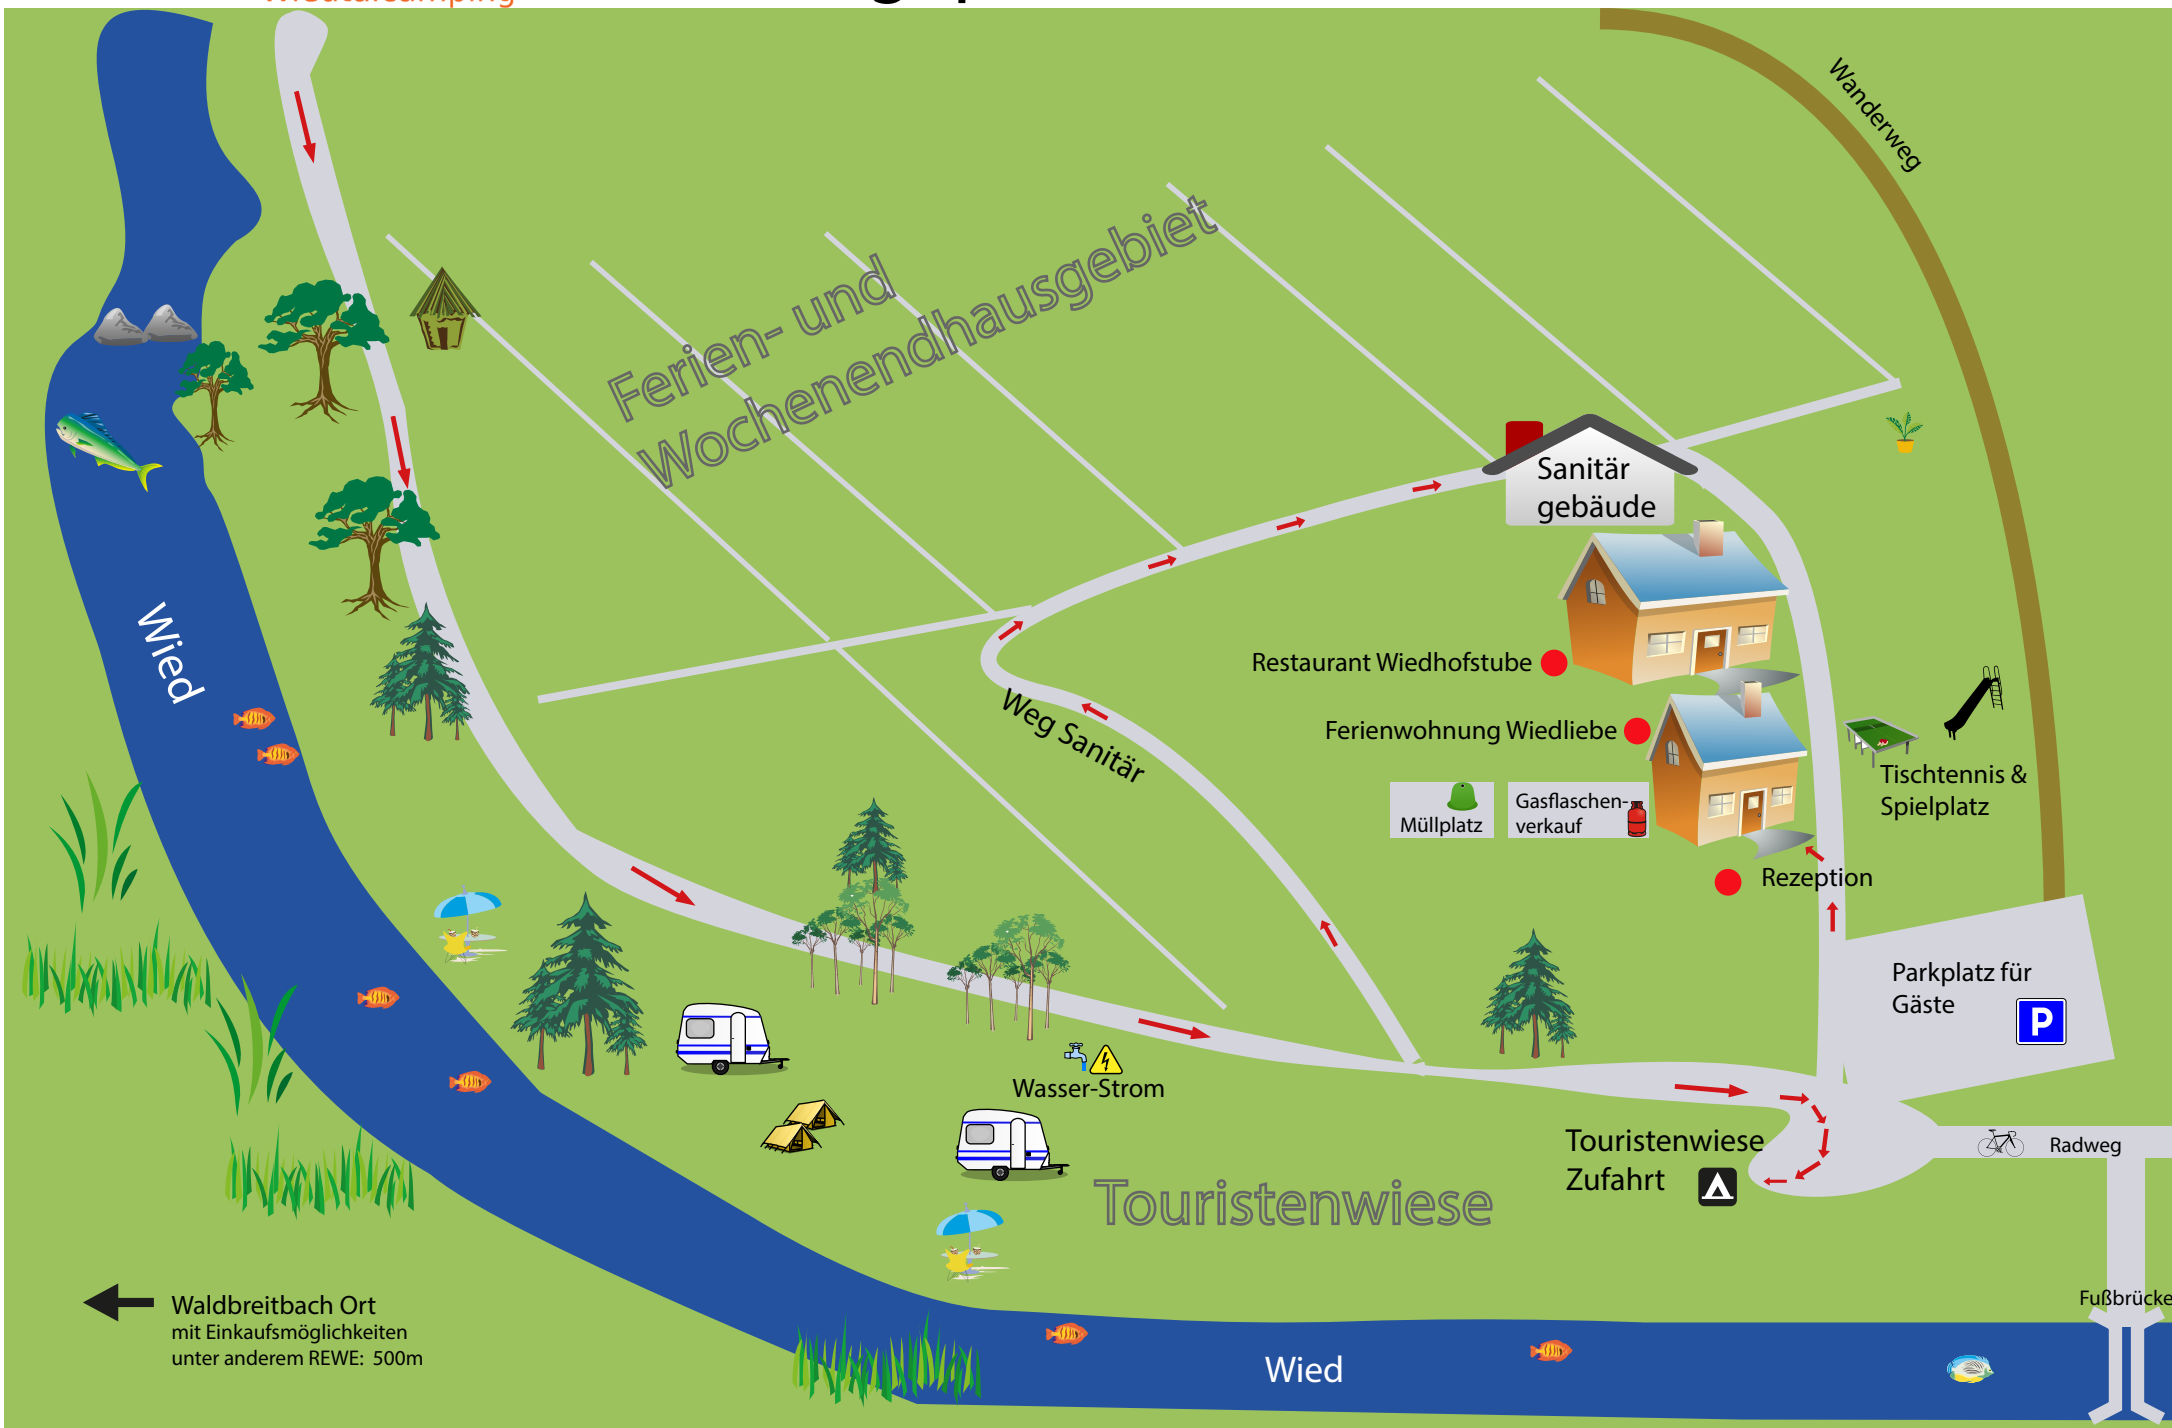 Wanderweg
Ferien- und
Wochenendhausgebiet
Sanitär
gebäude
Wied
Restaurant Wiedhofstube
Weg Sanitär
Ferienwohnung Wiedliebe
Tischtennis &
Spielplatz
Müllplatz
Gasflaschen-
verkauf
Rezeption
Parkplatz für
Gäste
P
Wasser-Strom
Touristenwiese
Zufahrt
Radweg
Touristenwiese
Waldbreitbach Ort
mit Einkaufsmöglichkeiten
unter anderem REWE: 500m
Fußbrücke
Wied